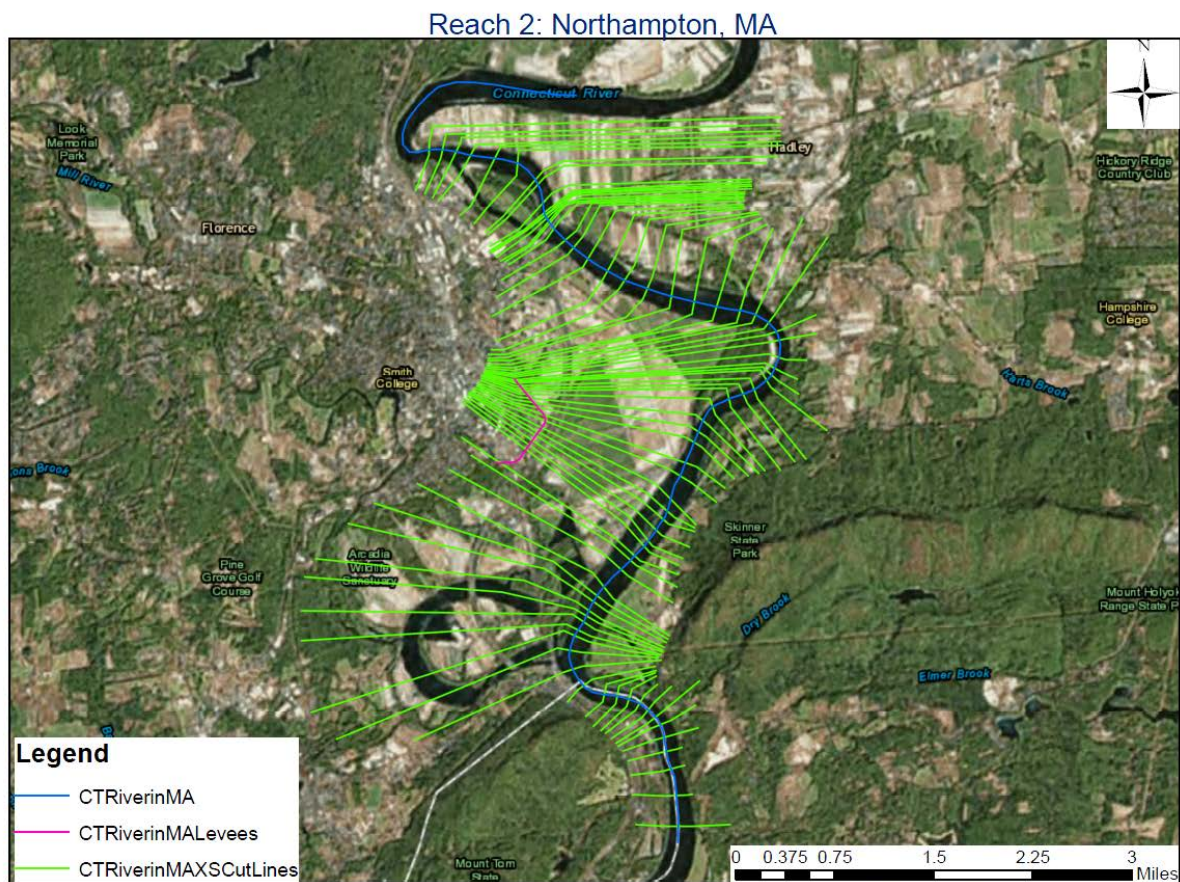 Reach 2: Northampton, MA
N
Connecticut River
Look
Memorial
Park
Mill River
Hadley
Hickory Ridge
Country Club
Florence
Hampshire
College
Smith
College
Harts Brook
ons Brook
Skinner
State
Park
Arcadia
Wildlife
Sanctuary
Pine
Grove Golf
Course
Dry Brook
Mount Holyok
Range State P
Elmer Brook
B
Legend
CTRiverinMA
CTRiverinMALevees
CTRiverinMAXSCutLines
Mount Tom
State
0 0.375 0.75 1.5 2.25 3
Miles